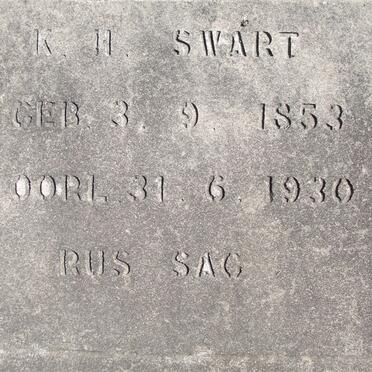 K. H. SWART
GEB. 3. 9. 1853
OORL. 31. 6. 1930
RUS SAG